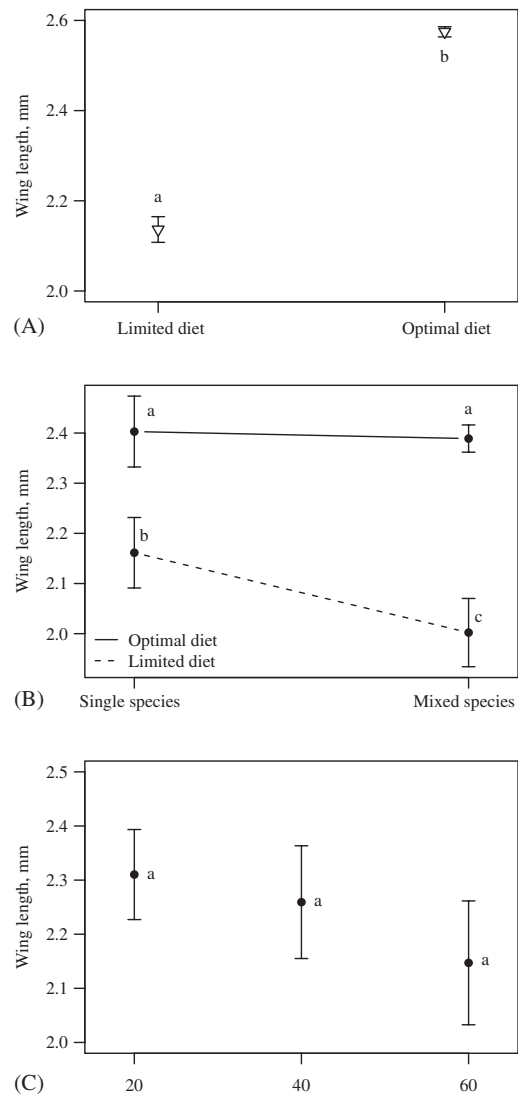 2.6
b
2.4
Wing length, mm
a
2.2
2.0
(A)
Limited diet
Optimal diet
a
a
2.4
2.3
Wing length, mm
2.2
b
2.1
2.0
c
Optimal diet
Limited diet
(B)
Single species
Mixed species
2.5
2.4
Wing length, mm
2.3
a
a
2.2
a
2.1
2.0
(C)
20
40
60